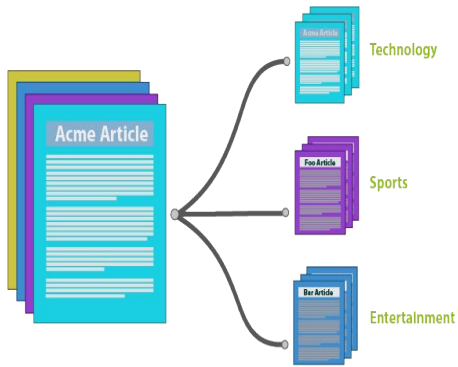 Acme Article
Acme Article
Technology
Foo Article
Sports
Bar Article
Entertainment